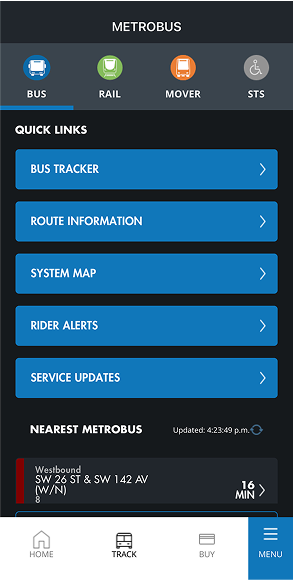 METROBUS
BUS RAIL MOVER STS
QUICK LINKS
BUS TRACKER
ROUTE INFORMATION
SYSTEM MAP
RIDER ALERTS
SERVICE UPDATES
NEAREST METROBUS Updated: 4:23:49 p.m.
Westbound
SW 26 ST & SW 142 AV
(W/N)
8
16
MIN
HOME TRACK BUY MENU